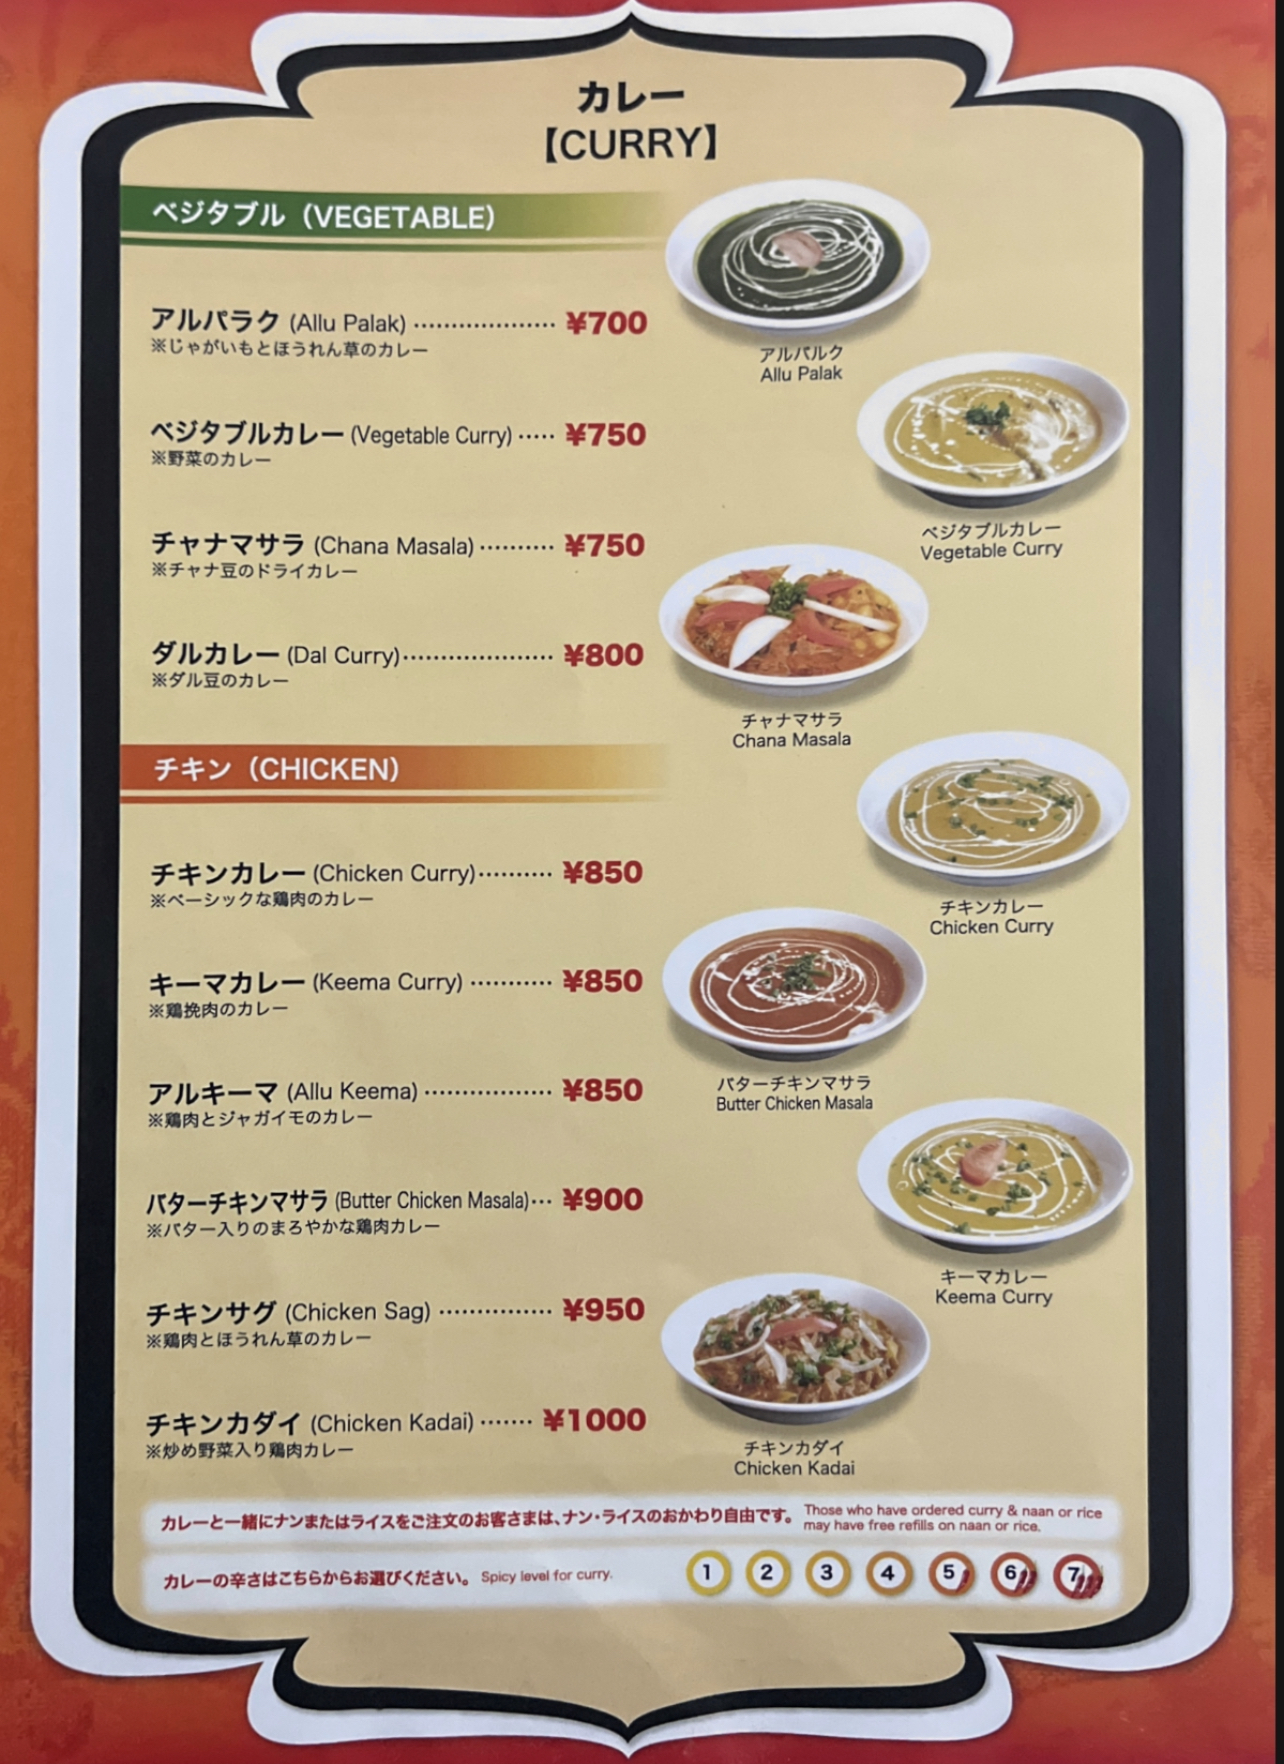 カレー
【CURRY】
ベジタブル（VEGETABLE）
アルパラク (Allu Palak) ··················· ¥700
※じゃがいもとほうれん草のカレー
アルパルク
Allu Palak
ベジタブルカレー (Vegetable Curry) ····· ¥750
※野菜のカレー
ベジタブルカレー
Vegetable Curry
チャナマサラ (Chana Masala) ·········· ¥750
※チャナ豆のドライカレー
ダルカレー (Dal Curry)···················· ¥800
※ダル豆のカレー
チャナマサラ
Chana Masala
チキン（CHICKEN）
チキンカレー (Chicken Curry)·········· ¥850
※ベーシックな鶏肉のカレー
チキンカレー
Chicken Curry
キーマカレー (Keema Curry) ··········· ¥850
※鶏挽肉のカレー
アルキーマ (Allu Keema) ················· ¥850
※鶏肉とジャガイモのカレー
バターチキンマサラ
Butter Chicken Masala
バターチキンマサラ (Butter Chicken Masala)··· ¥900
※バター入りのまろやかな鶏肉カレー
キーマカレー
Keema Curry
チキンサグ (Chicken Sag) ··············· ¥950
※鶏肉とほうれん草のカレー
チキンカダイ (Chicken Kadai) ······· ¥1000
※炒め野菜入り鶏肉カレー
チキンカダイ
Chicken Kadai
カレーと一緒にナンまたはライスをご注文のお客さまは、ナン・ライスのおかわり自由です。
Those who have ordered curry & naan or rice
may have free refills on naan or rice.
カレーの辛さはこちらからお選びください。 Spicy level for curry. 1 2 3 4 5 6 7